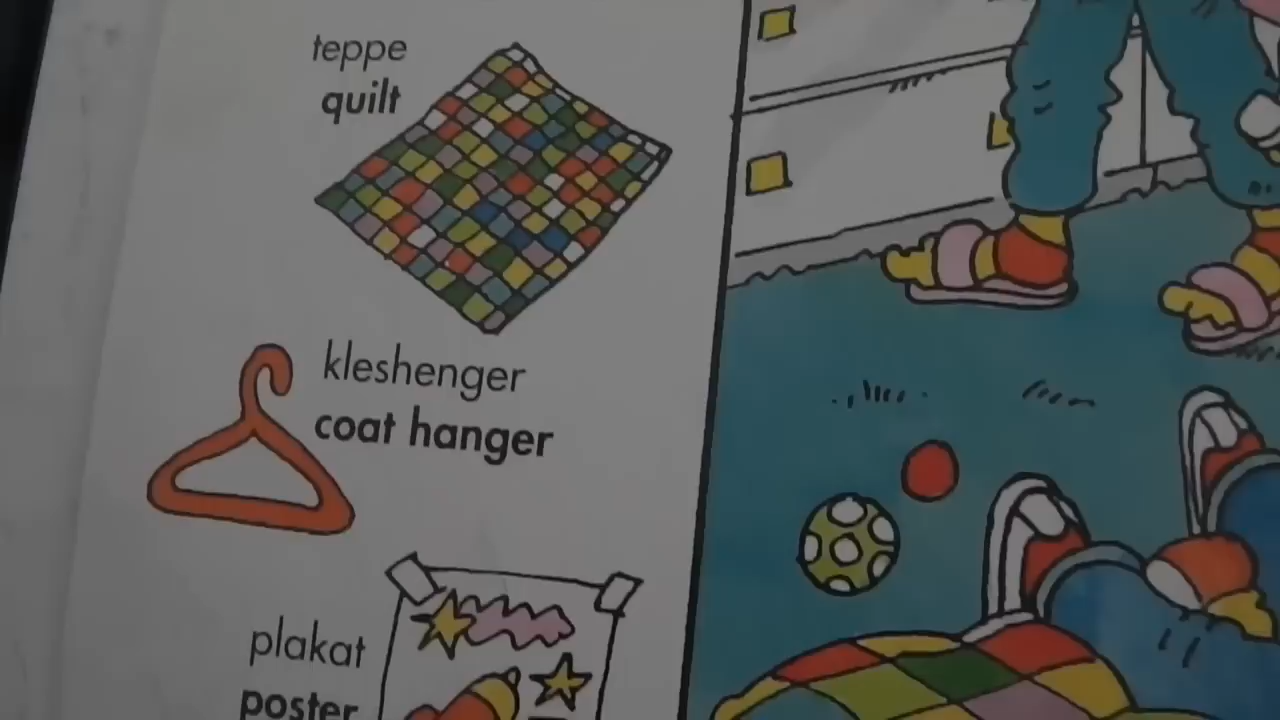 teppe
quilt
kleshenger
coat hanger
plakat
poster